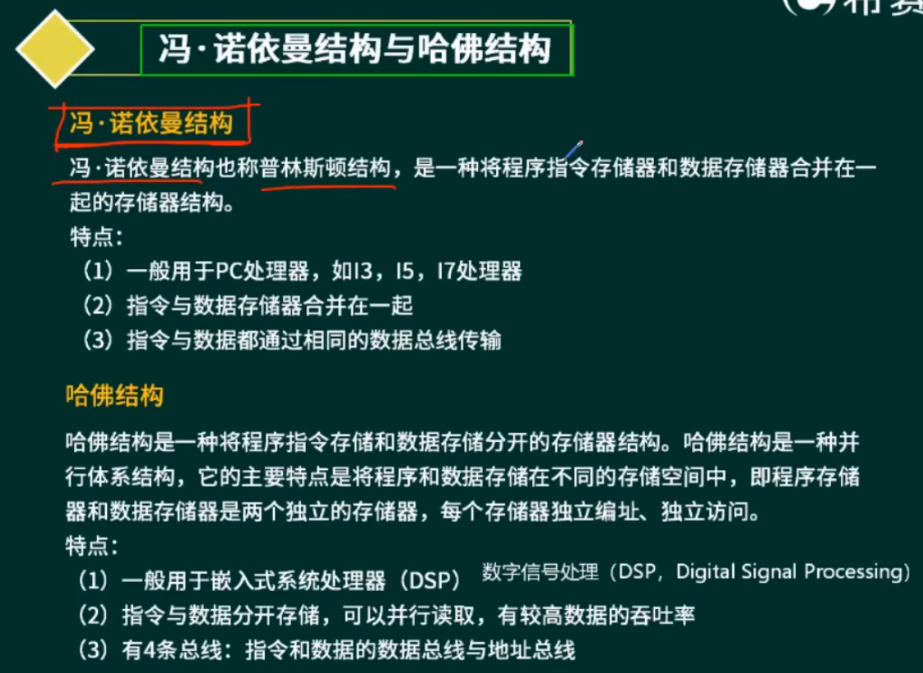 冯·诺依曼结构与哈佛结构
冯·诺依曼结构
冯·诺依曼结构也称普林斯顿结构，是一种将程序指令存储器和数据存储器合并在一
起的存储器结构。
特点：
（1）一般用于PC处理器，如I3，I5，I7处理器
（2）指令与数据存储器合并在一起
（3）指令与数据都通过相同的数据总线传输
哈佛结构
哈佛结构是一种将程序指令存储和数据存储分开的存储器结构。哈佛结构是一种并
行体系结构，它的主要特点是将程序和数据存储在不同的存储空间中，即程序存储
器和数据存储器是两个独立的存储器，每个存储器独立编址、独立访问。
特点：
（1）一般用于嵌入式系统处理器（DSP） 数字信号处理（DSP，Digital Signal Processing）
（2）指令与数据分开存储，可以并行读取，有较高数据的吞吐率
（3）有4条总线：指令和数据的数据总线与地址总线